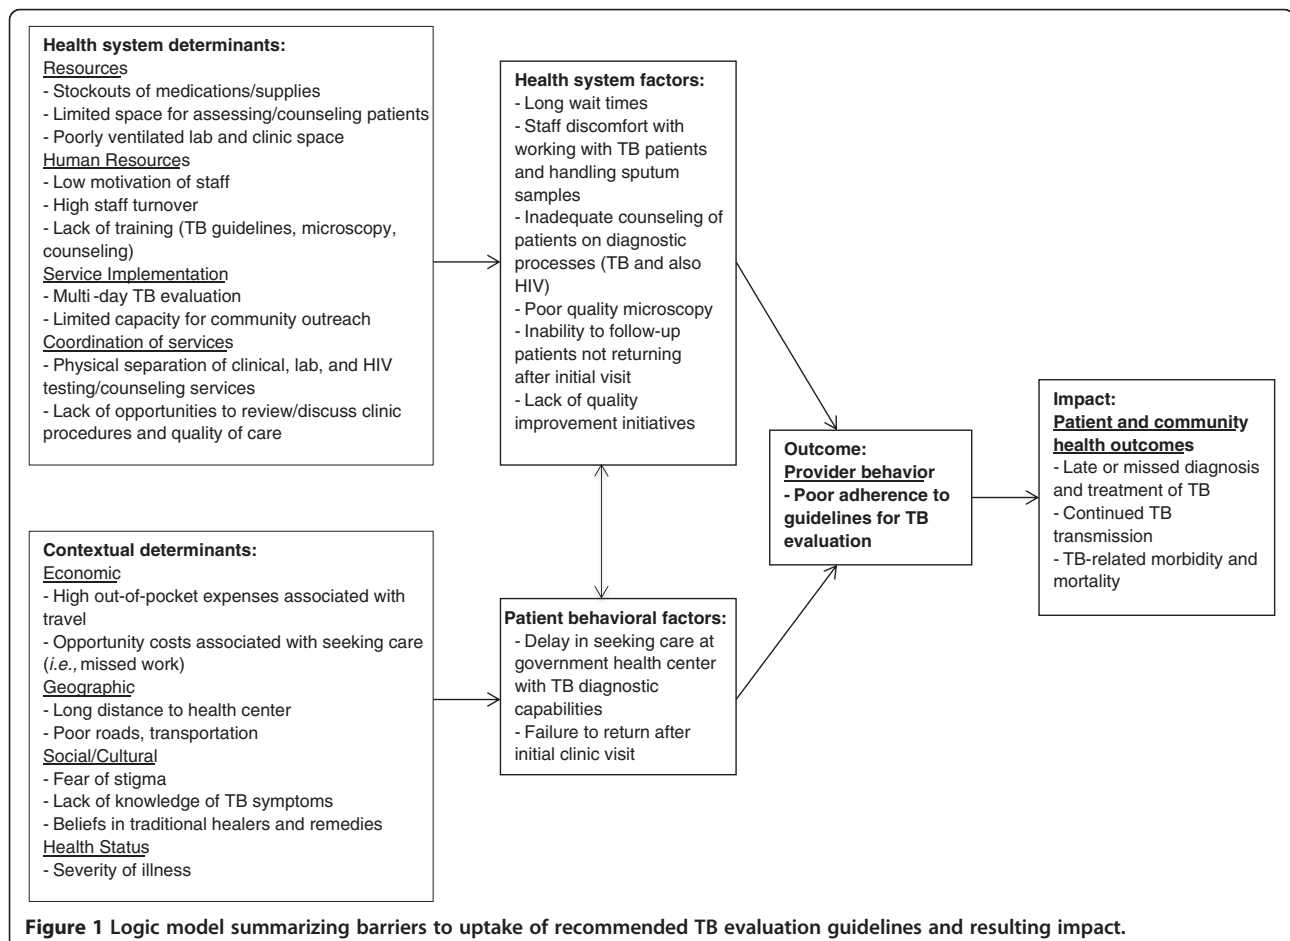 Health system determinants:
Resources
- Stockouts of medications/supplies
- Limited space for assessing/counseling patients
- Poorly ventilated lab and clinic space
Human Resources
- Low motivation of staff
- High staff turnover
- Lack of training (TB guidelines, microscopy,
counseling)
Service Implementation
- Multi -day TB evaluation
- Limited capacity for community outreach
Coordination of services
- Physical separation of clinical, lab, and HIV
testing/counseling services
- Lack of opportunities to review/discuss clinic
procedures and quality of care
Health system factors:
- Long wait times
- Staff discomfort with
working with TB patients
and handling sputum
samples
- Inadequate counseling of
patients on diagnostic
processes (TB and also
HIV)
- Poor quality microscopy
- Inability to follow-up
patients not returning
after initial visit
- Lack of quality
improvement initiatives
Contextual determinants:
Economic
- High out-of-pocket expenses associated with
travel
- Opportunity costs associated with seeking care
(i.e., missed work)
Geographic
- Long distance to health center
- Poor roads, transportation
Social/Cultural
- Fear of stigma
- Lack of knowledge of TB symptoms
- Beliefs in traditional healers and remedies
Health Status
- Severity of illness
Patient behavioral factors:
- Delay in seeking care at
government health center
with TB diagnostic
capabilities
- Failure to return after
initial clinic visit
Outcome:
Provider behavior
- Poor adherence to
guidelines for TB
evaluation
Impact:
Patient and community
health outcomes
- Late or missed diagnosis
and treatment of TB
- Continued TB
transmission
- TB-related morbidity and
mortality
Figure 1 Logic model summarizing barriers to uptake of recommended TB evaluation guidelines and resulting impact.